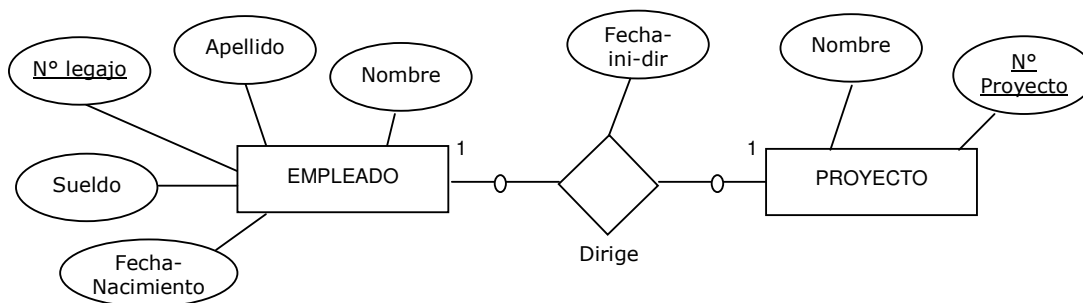 N° legajo
Apellido
Nombre
Sueldo
Fecha-
Nacimiento
EMPLEADO
1
Fecha-
ini-dir
Dirige
1
Nombre
N°
Proyecto
PROYECTO